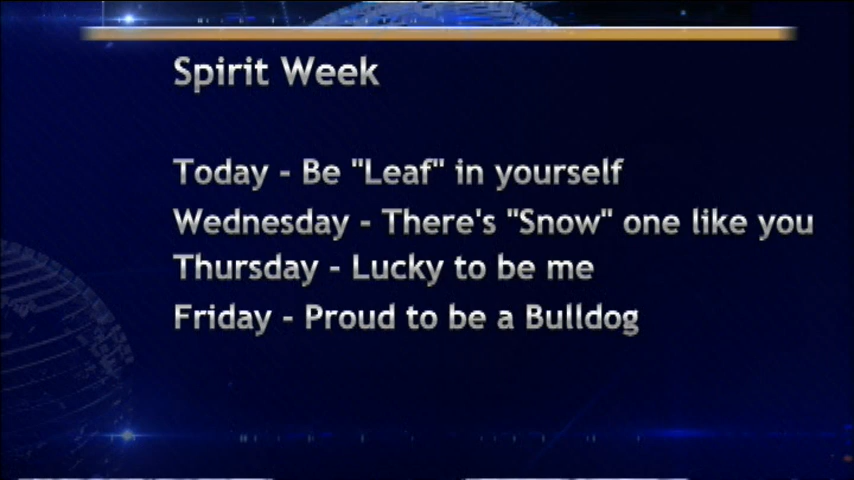 Spirit Week
Today - Be "Leaf" in yourself
Wednesday - There's "Snow" one like you
Thursday - Lucky to be me
Friday - Proud to be a Bulldog